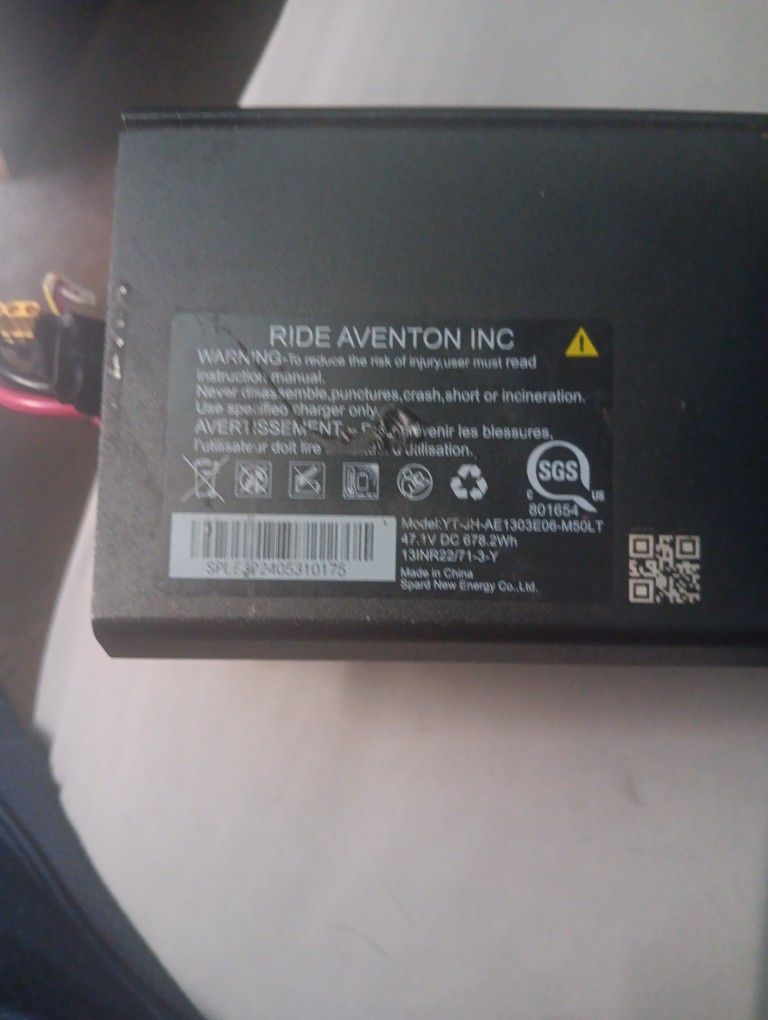 RIDE AVENTON INC
WARNING-To reduce the risk of injury,user must read
instruction manual.
Never disassemble,punctures,crash,short or incineration.
Use specified charger only.
AVERTISSEMENT venir les blessures,
l'utilisateur doit lire d'utilisation.
SGS
c us
801654
Model:YT-JH-AE1303E06-M50LT
47.1V DC 678.2Wh
13INR22/71-3-Y
SPLE3P2405310175
Made in China
Spard New Energy Co.,Ltd.